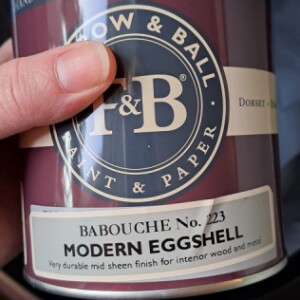 OW & BALL
F&B®
PAINT & PAPER
DORSET
BABOUCHE No. 223
MODERN EGGSHELL
Very durable mid sheen finish for interior wood and metal